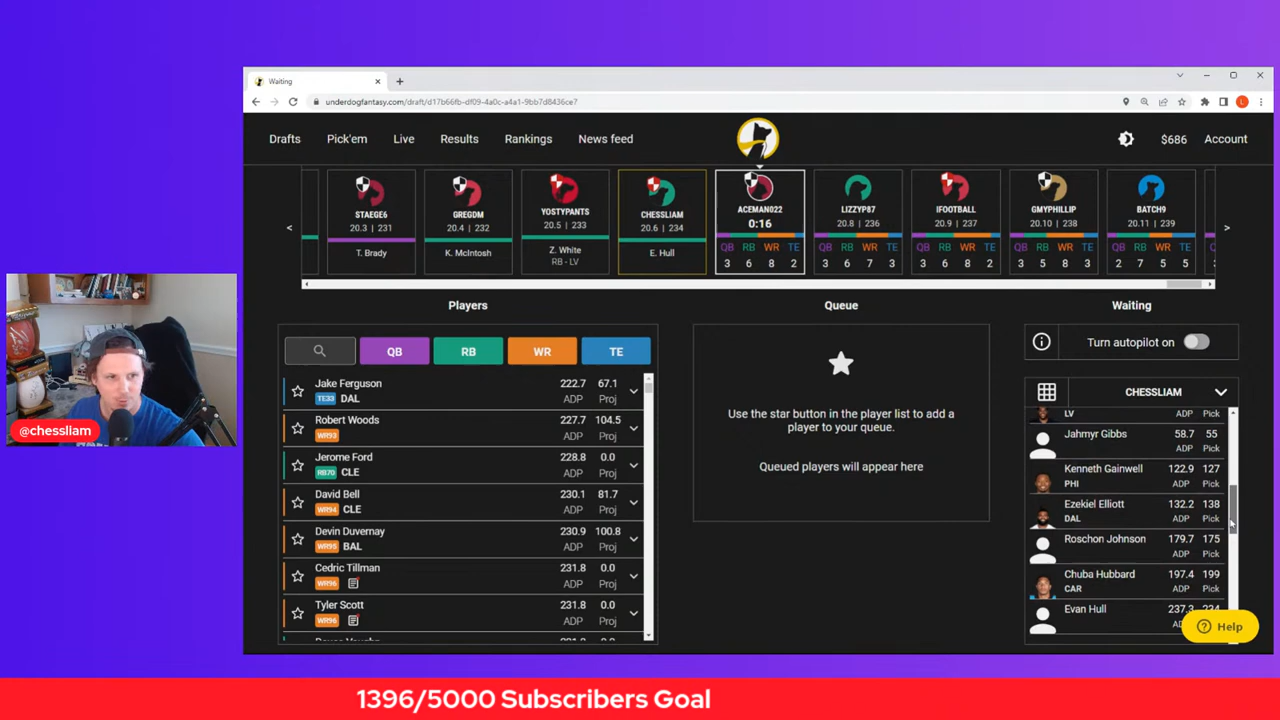 Waiting
underdogfantasy.com/draft/d17b66fb-df09-4a0c-a4a1-9bb7d8436ce7
Drafts Pick'em Live Results Rankings News feed $686 Account
STAEGE6
20.3 | 231
T. Brady
GREGDM
20.4 | 232
K. McIntosh
YOSTYPANTS
20.5 | 233
Z. White
RB - LV
CHESSLIAM
20.6 | 234
E. Hull
ACEMAN022
0:16
QB RB WR TE
3 6 8 2
LIZZYP87
20.8 | 236
QB RB WR TE
3 6 7 3
IFOOTBALL
20.9 | 237
QB RB WR TE
3 6 8 2
GMYPHILLIP
20.10 | 238
QB RB WR TE
3 5 8 3
BATCH9
20.11 | 239
QB RB WR TE
2 7 5 5
Players
QB RB WR TE
Jake Ferguson 222.7 67.1
TE33 DAL ADP Proj
Robert Woods 227.7 104.5
WR93 ADP Proj
Jerome Ford 228.8 0.0
RB70 CLE ADP Proj
David Bell 230.1 81.7
WR94 CLE ADP Proj
Devin Duvernay 230.9 100.8
WR95 BAL ADP Proj
Cedric Tillman 231.8 0.0
WR96 ADP Proj
Tyler Scott 231.8 0.0
WR96 ADP Proj
Queue
Use the star button in the player list to add a
player to your queue.
Queued players will appear here
Waiting
Turn autopilot on
CHESSLIAM
LV ADP Pick
Jahmyr Gibbs 58.7 55
ADP Pick
Kenneth Gainwell 122.9 127
PHI ADP Pick
Ezekiel Elliott 132.2 138
DAL ADP Pick
Roschon Johnson 179.7 175
ADP Pick
Chuba Hubbard 197.4 199
CAR ADP Pick
Evan Hull 237.3 234
Help
@chessliam
1396/5000 Subscribers Goal